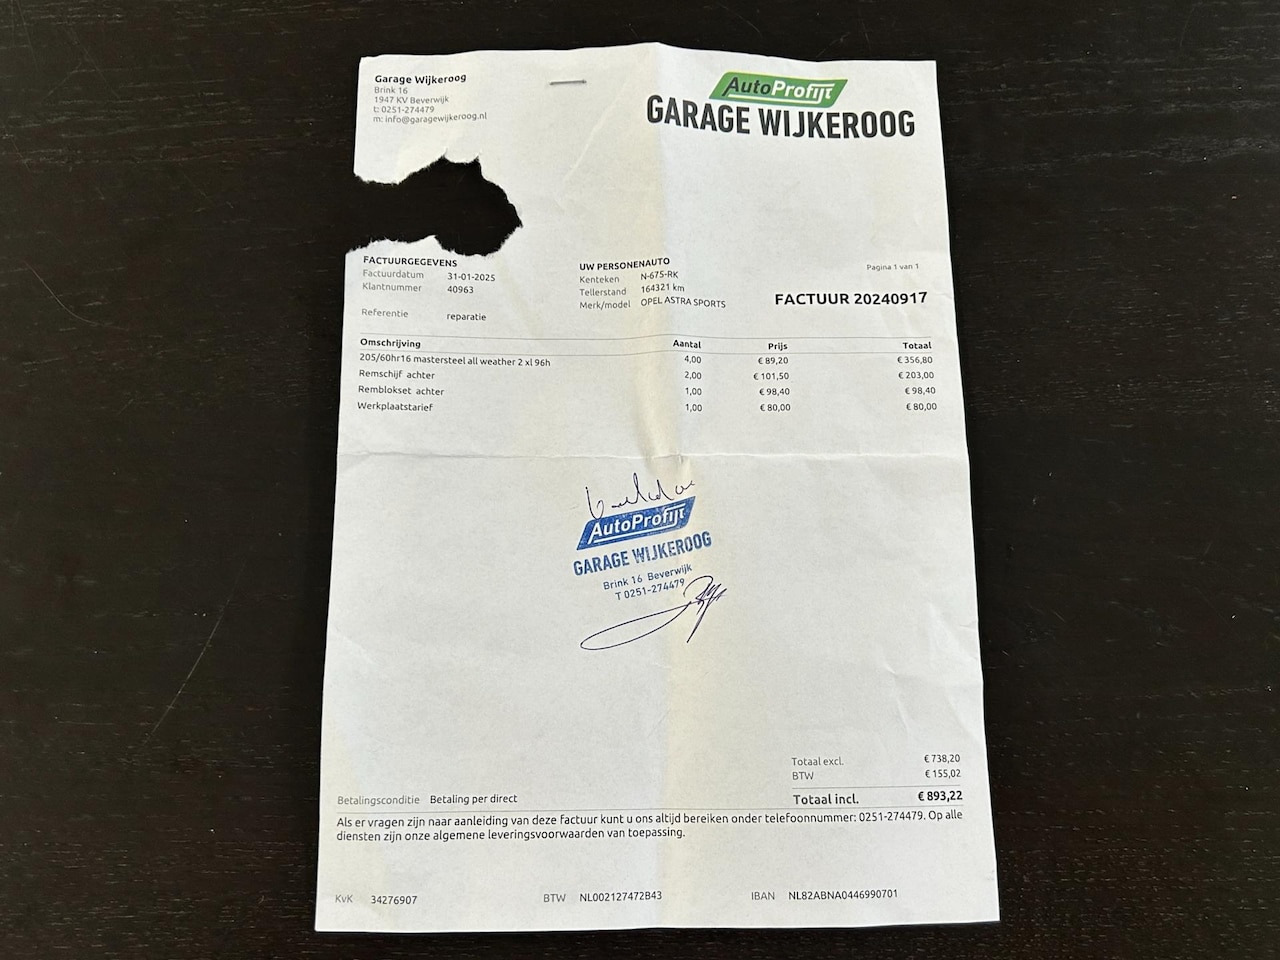 Garage Wijkeroog
Brink 16
1947 KV Beverwijk
t: 0251-274479
m: info@garagewijkeroog.nl
AutoProfijt
GARAGE WIJKEROOG
FACTUURGEGEVENS
Factuurdatum 31-01-2025
Klantnummer 40963
Referentie reparatie
UW PERSONENAUTO
Kenteken N-675-RK
Tellerstand 164321 km
Merk/model OPEL ASTRA SPORTS
Pagina 1 van 1
FACTUUR 20240917
Omschrijving Aantal Prijs Totaal
205/60hr16 mastersteel all weather 2 xl 96h 4,00 € 89,20 € 356,80
Remschijf achter 2,00 € 101,50 € 203,00
Remblokset achter 1,00 € 98,40 € 98,40
Werkplaatstarief 1,00 € 80,00 € 80,00
AutoProfijt
GARAGE WIJKEROOG
Brink 16 Beverwijk
T 0251-274479
Totaal excl. € 738,20
BTW € 155,02
Totaal incl. € 893,22
Betalingsconditie Betaling per direct
Als er vragen zijn naar aanleiding van deze factuur kunt u ons altijd bereiken onder telefoonnummer: 0251-274479. Op alle
diensten zijn onze algemene leveringsvoorwaarden van toepassing.
KvK 34276907 BTW NL002127472B43 IBAN NL82ABNA0446990701